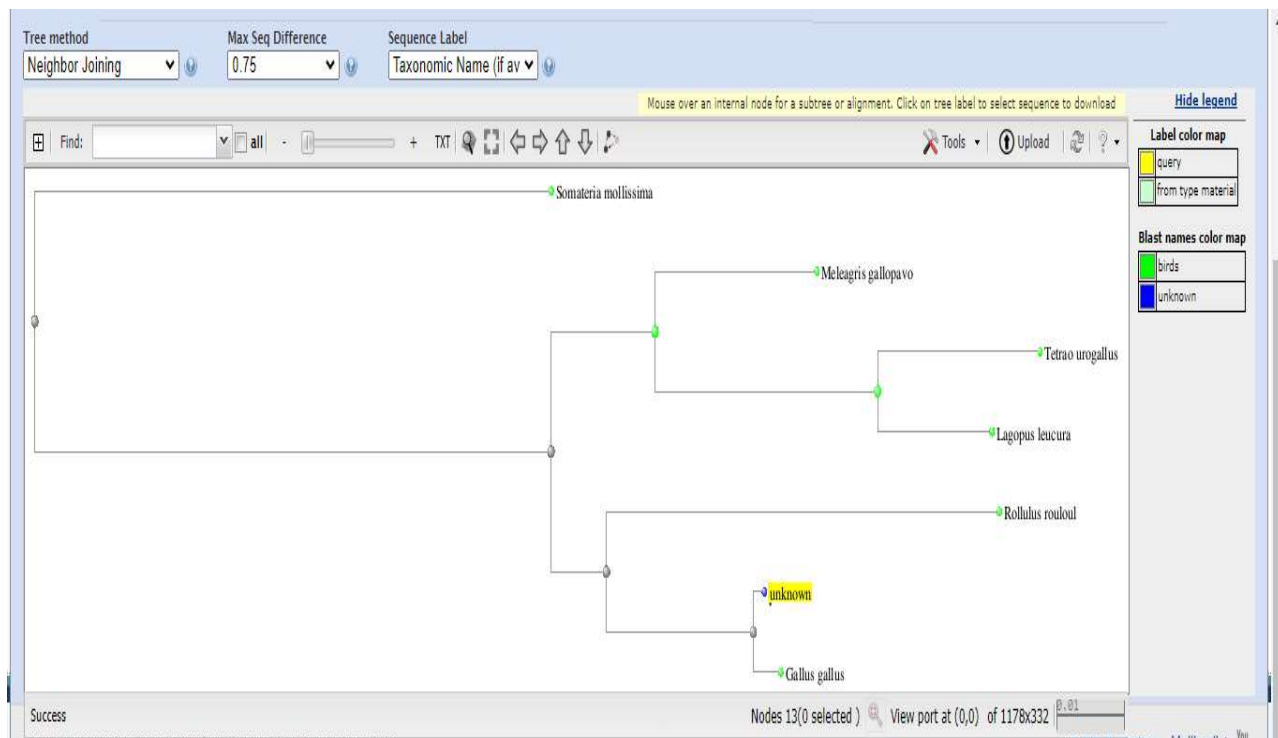 Tree method Max Seq Difference Sequence Label
Neighbor Joining 0.75 Taxonomic Name (if av
Mouse over an internal node for a subtree or alignment. Click on tree label to select sequence to download Hide legend
Find: all - + TXT Tools Upload ? Label color map
query
from type material
Somateria mollissima
Blast names color map
birds
Meleagris gallopavo
unknown
Tetrao urogallus
Lagopus leucura
Rollulus rouloul
unknown
Gallus gallus
Success Nodes 13(0 selected ) View port at (0,0) of 1178x332 0.01
You